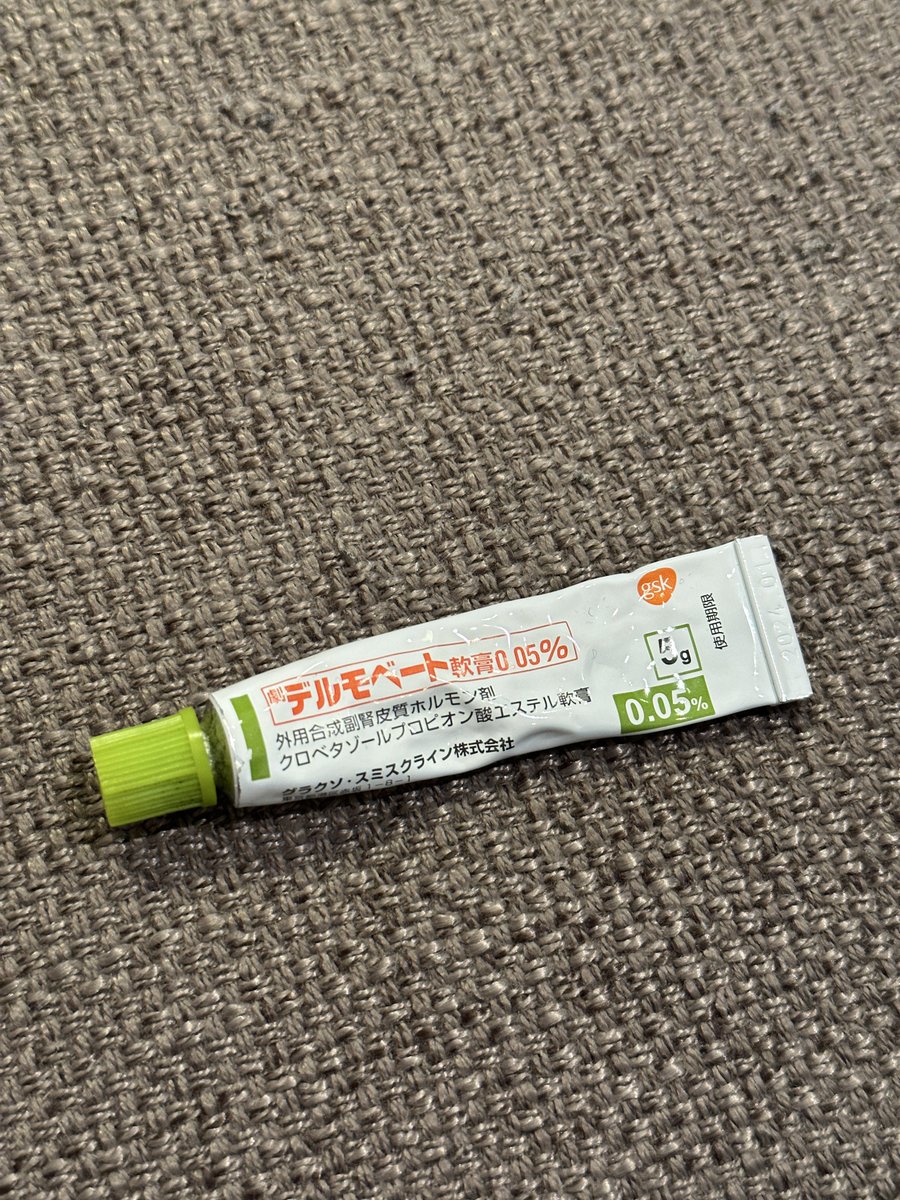 劇 デルモベート軟膏0.05%
外用合成副腎皮質ホルモン剤
クロベタゾールプロピオン酸エステル軟膏
グラクソ・スミスクライン株式会社
gsk
5g
0.05%
使用期限